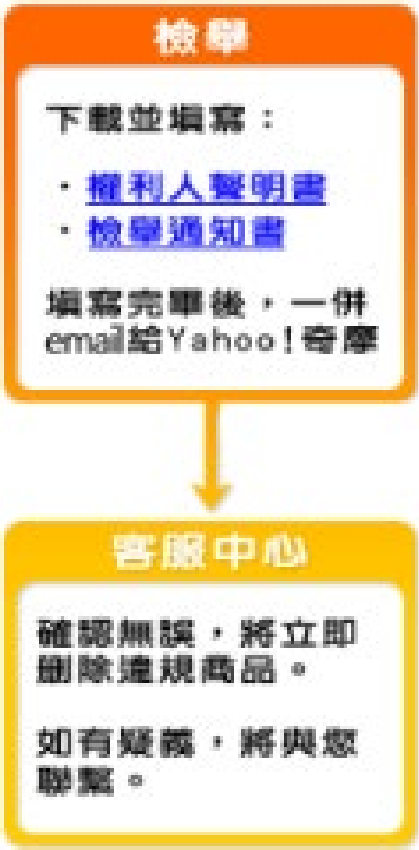 檢舉
下載並填寫：
・權利人聲明書
・檢舉通知書
填寫完畢後，一併
email給Yahoo!奇摩
客服中心
確認無誤，將立即
刪除違規商品。
如有疑義，將與您
聯繫。